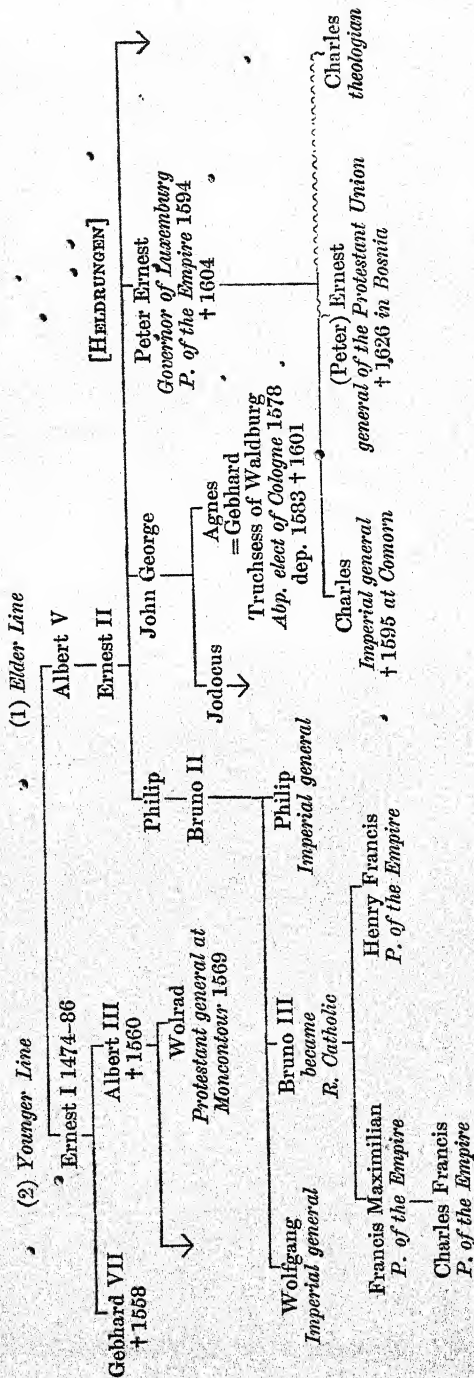 (2) Younger Line
(1) Elder Line
Ernest I 1474–86
Albert V
Ernest II
[HELDRUNGEN]
Gebhard VII
†1558
Albert III
†1560
Wolrad
Protestant general at
Moncontour 1569
Philip
Bruno II
John George
Jodocus
Agnes
=Gebhard
Truchsess of Waldburg
Abp. elect of Cologne 1578
dep. 1583 †1601
Peter Ernest
Governor of Luxemburg
P. of the Empire 1594
†1604
Wolfgang
Imperial general
Bruno III
became
R. Catholic
Philip
Imperial general
Charles
Imperial general
†1595 at Comorn
(Peter) Ernest
general of the Protestant Union
†1626 in Bosnia
Charles
theologian
Francis Maximilian
P. of the Empire
Henry Francis
P. of the Empire
Charles Francis
P. of the Empire